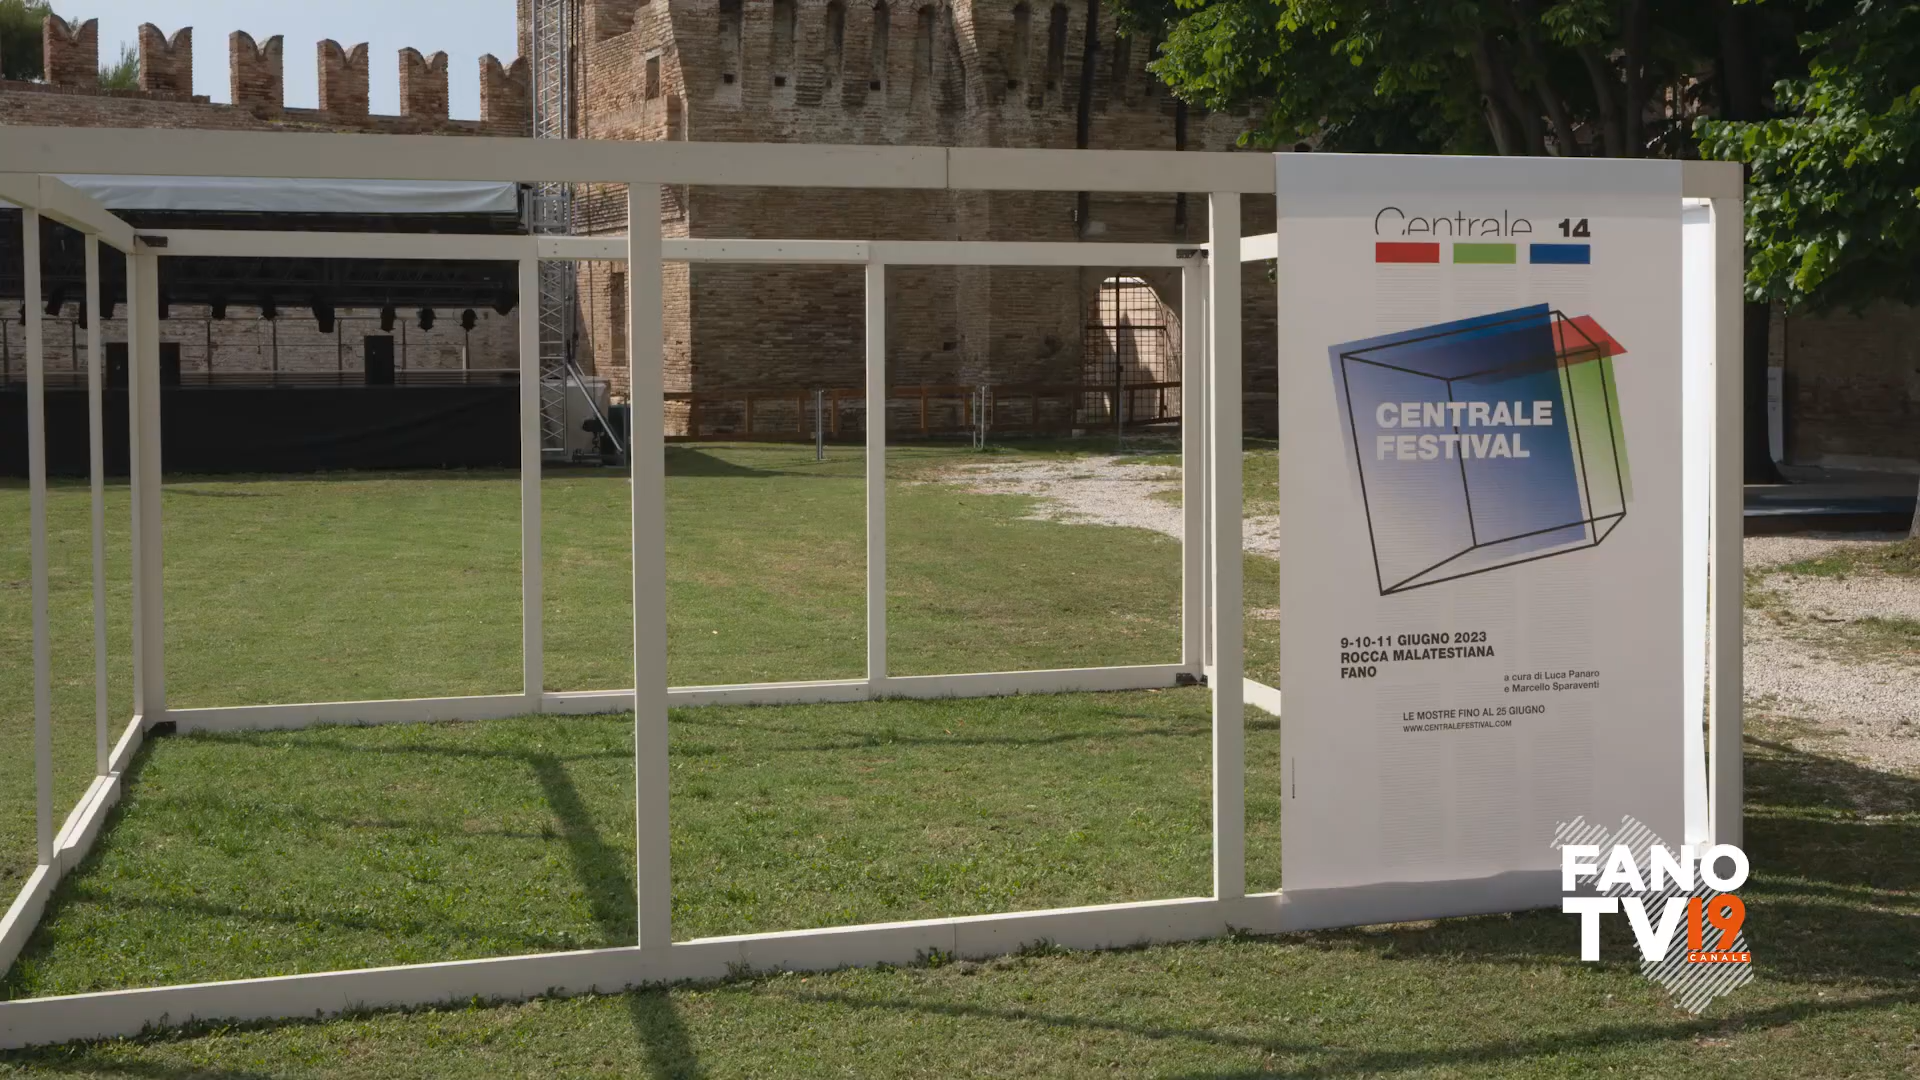 Centrale 14
CENTRALE
FESTIVAL
9-10-11 GIUGNO 2023
ROCCA MALATESTIANA
FANO
a cura di Luca Panaro
e Marcello Sparaventi
LE MOSTRE FINO AL 25 GIUGNO
WWW.CENTRALEFESTIVAL.COM
FANO
TV19
CANALE